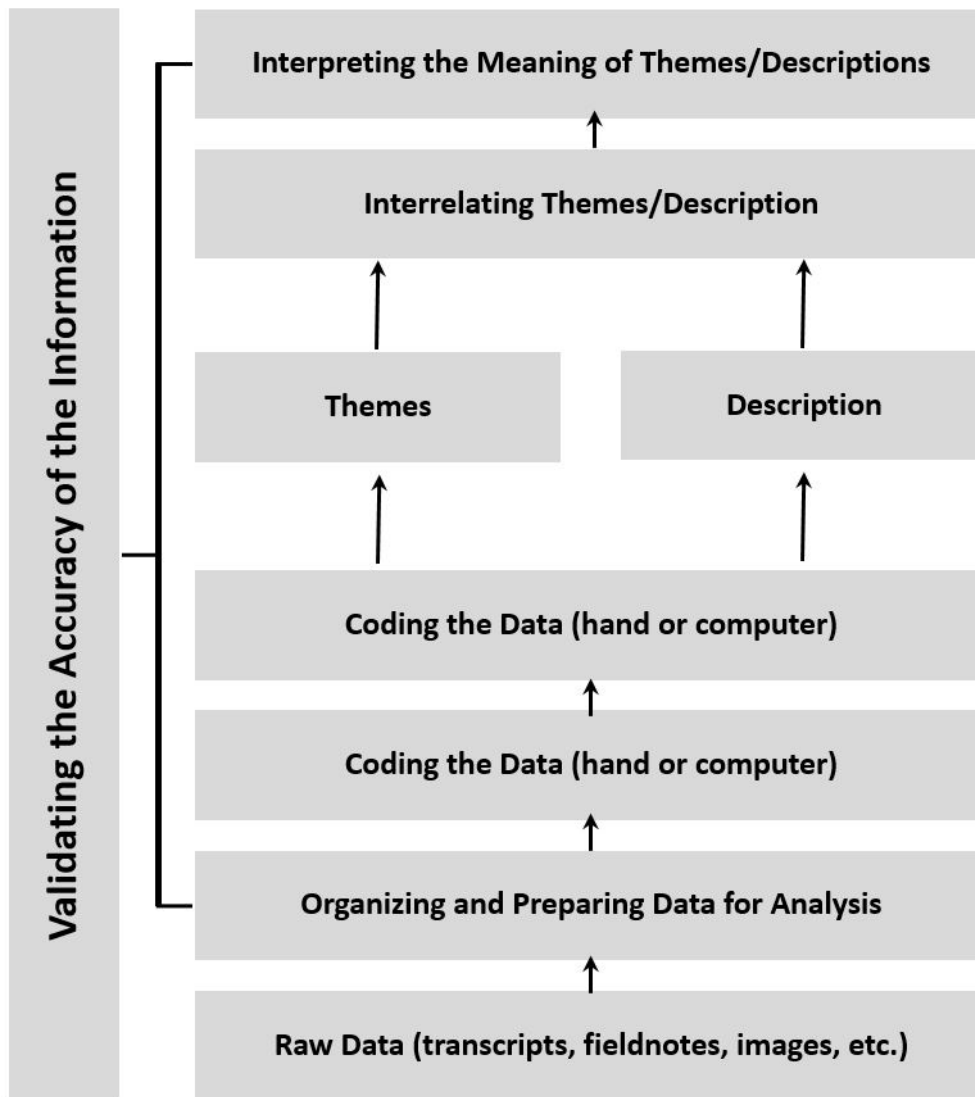 Validating the Accuracy of the Information
Interpreting the Meaning of Themes/Descriptions
Interrelating Themes/Description
Themes
Description
Coding the Data (hand or computer)
Coding the Data (hand or computer)
Organizing and Preparing Data for Analysis
Raw Data (transcripts, fieldnotes, images, etc.)